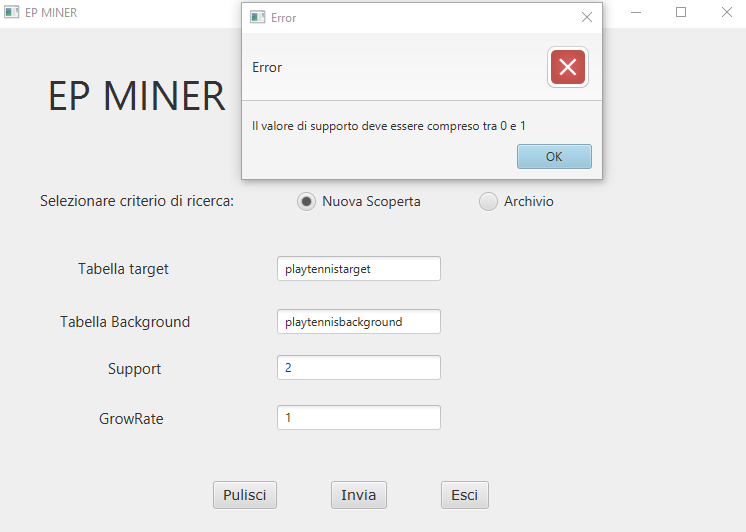 EP MINER
Error
Error
Il valore di supporto deve essere compreso tra 0 e 1
OK
EP MINER
Selezionare criterio di ricerca:
Nuova Scoperta
Archivio
Tabella target
playtennistarget
Tabella Background
playtennisbackground
Support
2
GrowRate
1
Pulisci
Invia
Esci